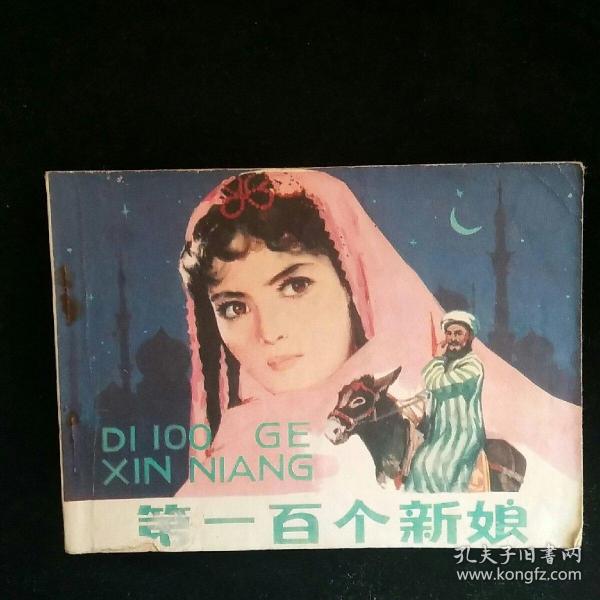 DI 100 GE
XIN NIANG
第一百个新娘
孔夫子旧书网
www.kongfz.com